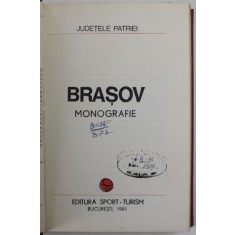 JUDEȚELE PATRIEI
BRAȘOV
MONOGRAFIE
EDITURA SPORT-TURISM
BUCUREȘTI, 1981